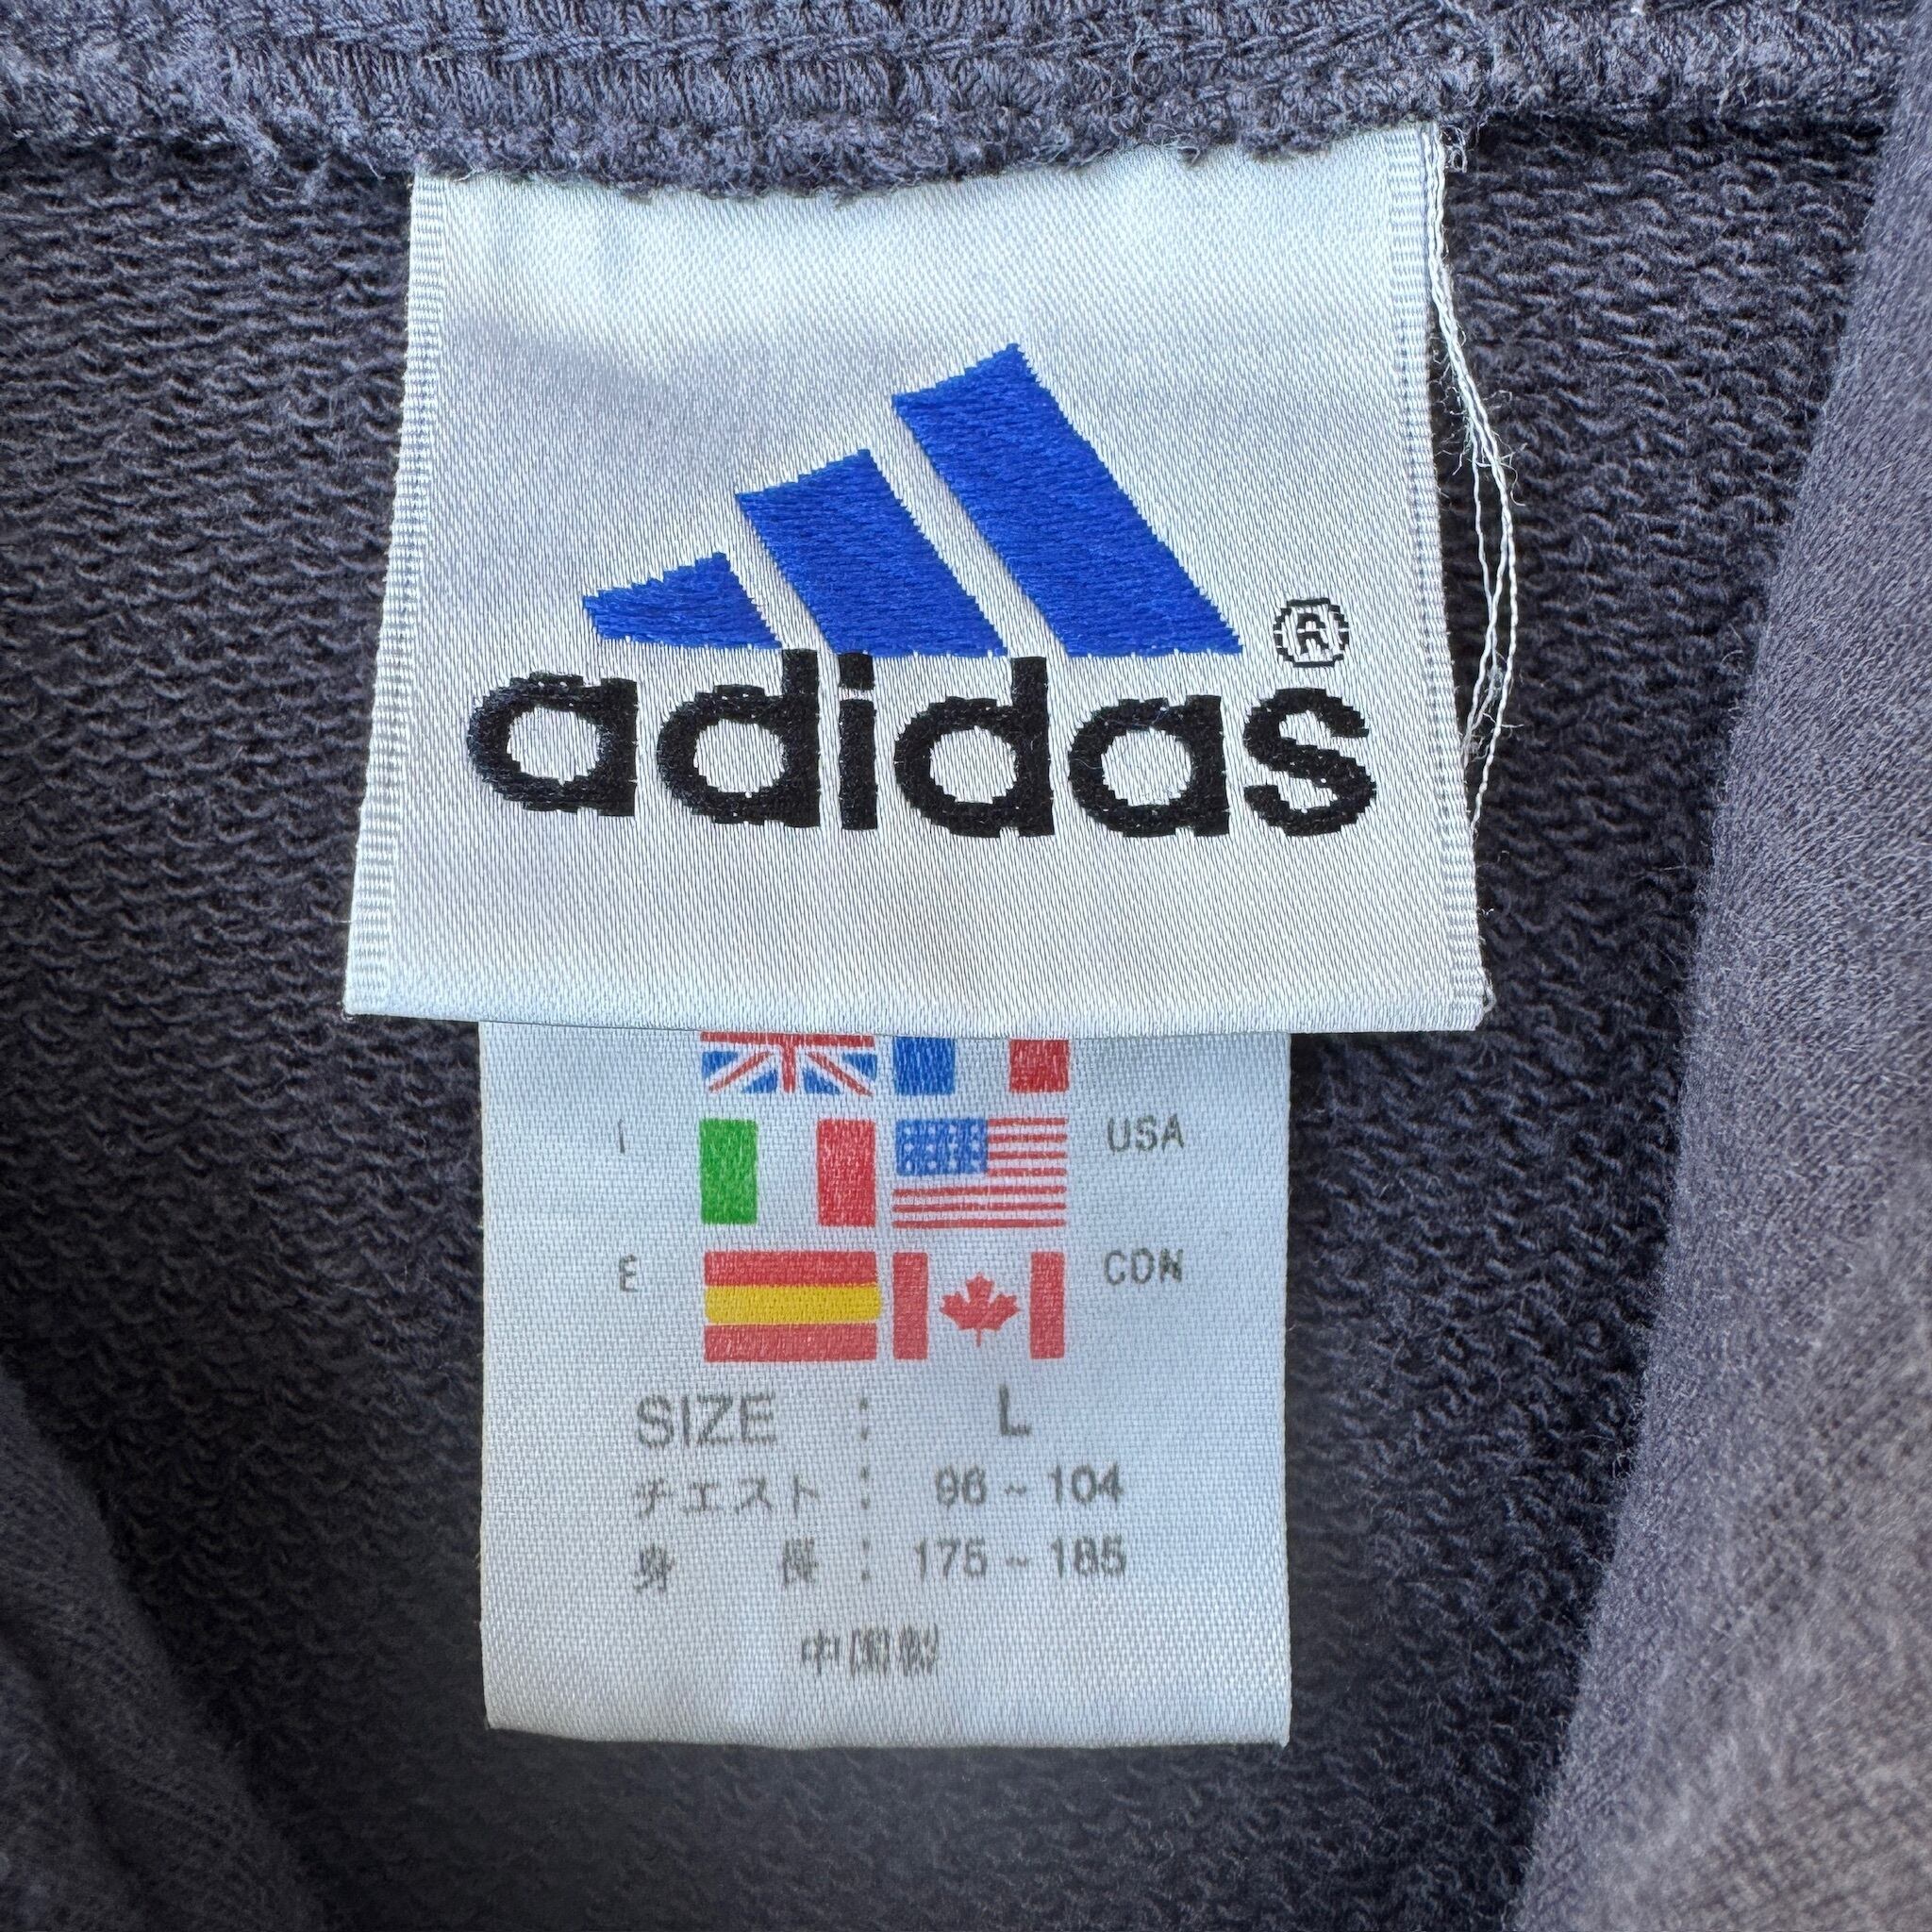 adidas®
I USA
E CDN
SIZE : L
チエスト : 96~104
身 長 : 175~185
中国製